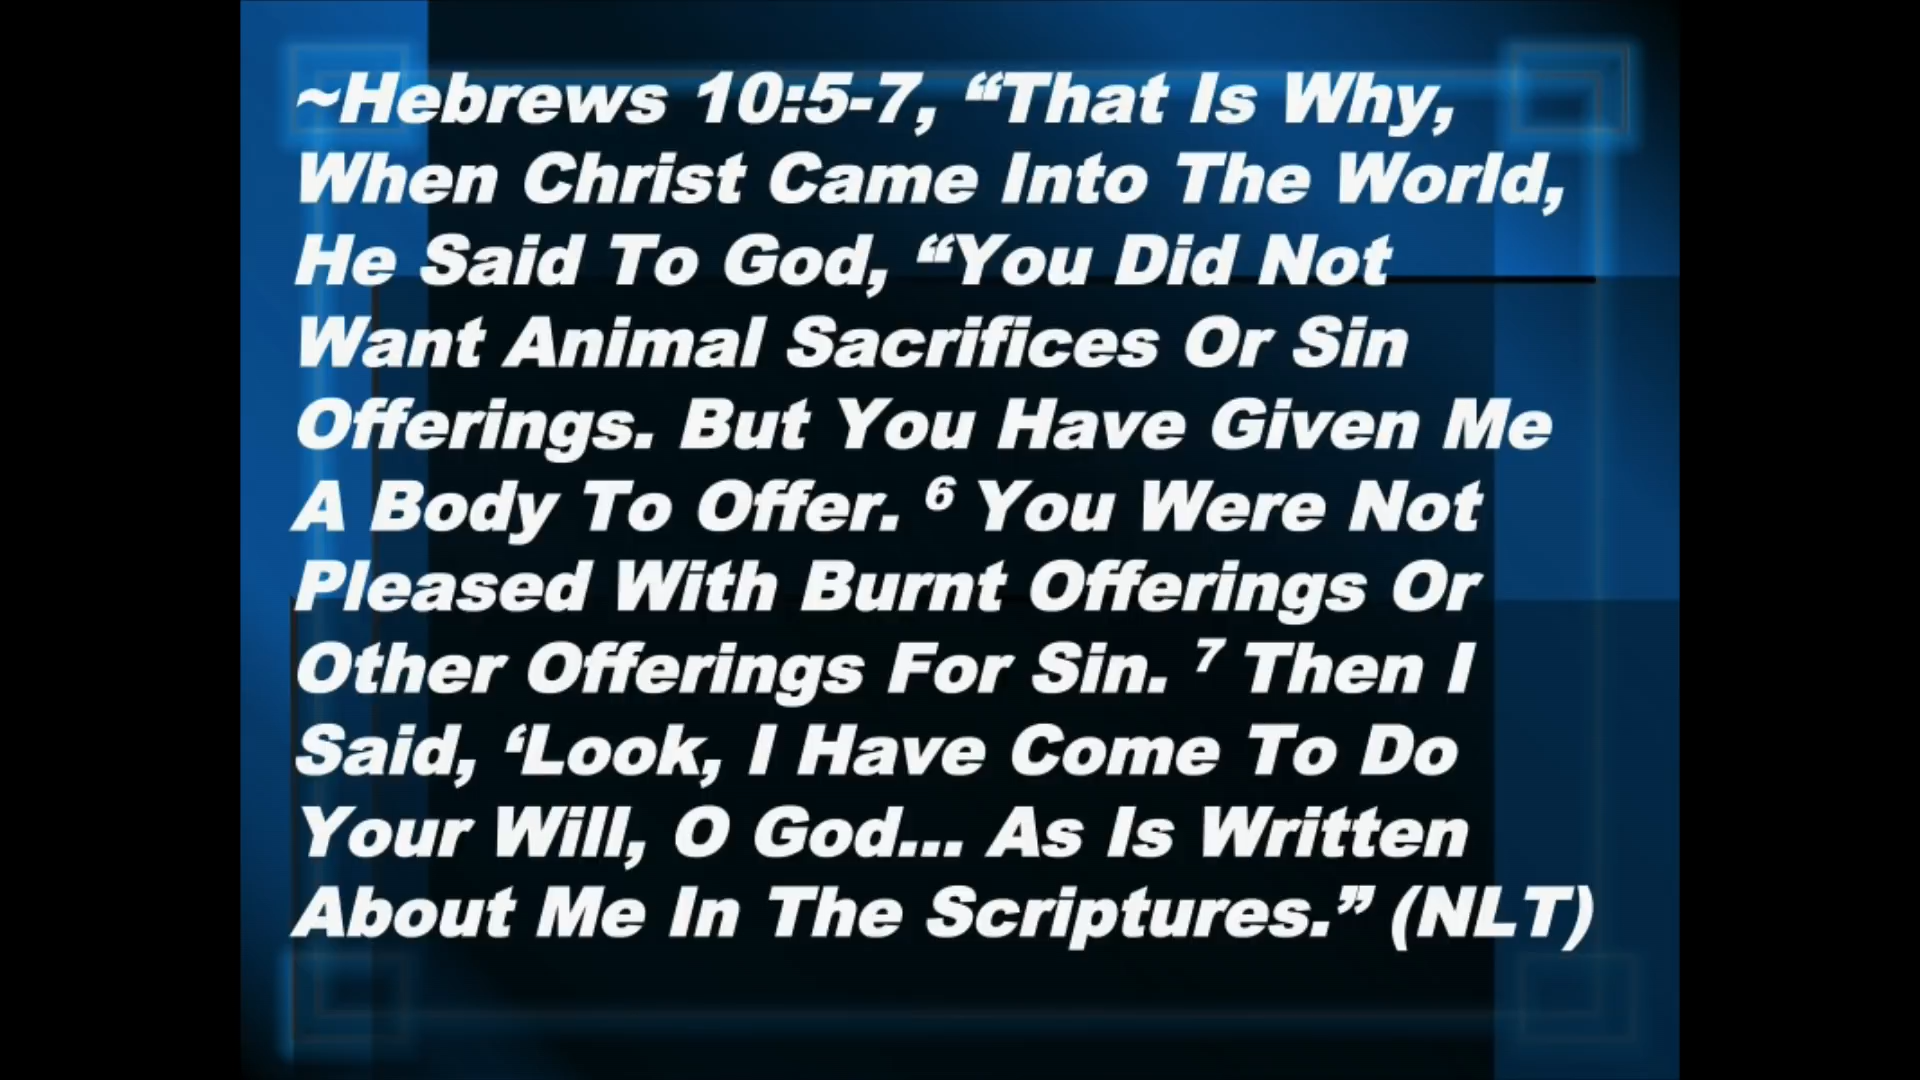 ~Hebrews 10:5-7, “That Is Why,
When Christ Came Into The World,
He Said To God, “You Did Not
Want Animal Sacrifices Or Sin
Offerings. But You Have Given Me
A Body To Offer. ⁶ You Were Not
Pleased With Burnt Offerings Or
Other Offerings For Sin. ⁷ Then I
Said, ‘Look, I Have Come To Do
Your Will, O God... As Is Written
About Me In The Scriptures.” (NLT)